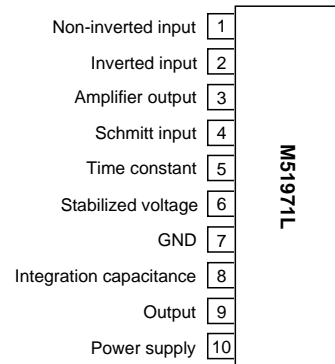 Non-inverted input 1
Inverted input 2
Amplifier output 3
Schmitt input 4
Time constant 5
Stabilized voltage 6
GND 7
Integration capacitance 8
Output 9
Power supply 10
M51971L